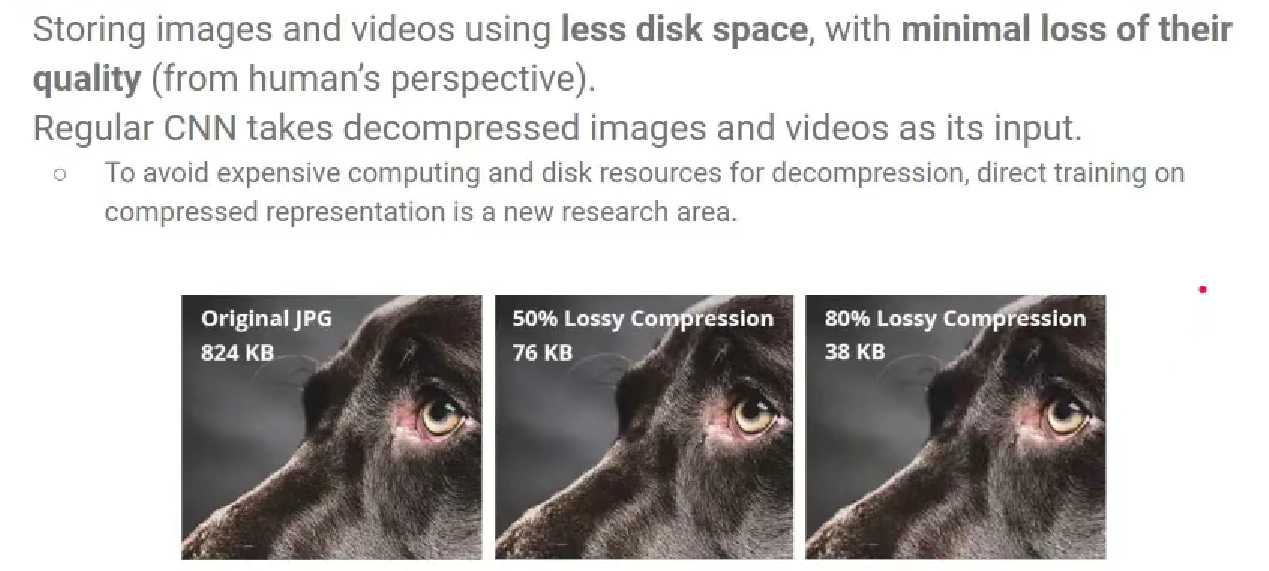 Storing images and videos using less disk space, with minimal loss of their
quality (from human's perspective).
Regular CNN takes decompressed images and videos as its input.
○ To avoid expensive computing and disk resources for decompression, direct training on
compressed representation is a new research area.
Original JPG
824 KB
50% Lossy Compression
76 KB
80% Lossy Compression
38 KB